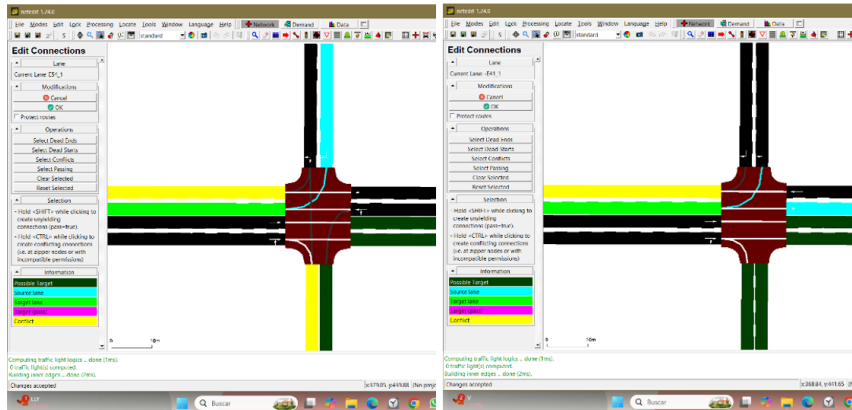 netedit 1.24.0
File Modes Edit Lock Processing Locate Tools Window Language Help Network Demand Data
standard
Edit Connections
Lane
Current Lane E51_1
Modifications
Cancel
OK
Protect routes
Operations
Select Dead Ends
Select Dead Starts
Select Conflicts
Select Passing
Clear Selected
Reset Selected
Selection
- Hold <SHIFT> while clicking to
create unyielding
connections (pass=true).
- Hold <CTRL> while clicking to
create conflicting connections
(i.e. at zipper nodes or with
incompatible permissions)
Information
Possible Target
Source lane
Target lane
Target (pass)
Conflict
0
10m
Computing traffic light logics ... done (1ms).
0 traffic light(s) computed.
Building inner edges ... done (2ms).
Changes accepted
Buscar
netedit 1.24.0
File Modes Edit Lock Processing Locate Tools Window Language Help Network Demand Data
standard
Edit Connections
Lane
Current Lane -E41_1
Modifications
Cancel
OK
Protect routes
Operations
Select Dead Ends
Select Dead Starts
Select Conflicts
Select Passing
Clear Selected
Reset Selected
Selection
- Hold <SHIFT> while clicking to
create unyielding
connections (pass=true).
- Hold <CTRL> while clicking to
create conflicting connections
(i.e. at zipper nodes or with
incompatible permissions)
Information
Possible Target
Source lane
Target lane
Target (pass)
Conflict
0
10m
Computing traffic light logics ... done (1ms).
0 traffic light(s) computed.
Building inner edges ... done (2ms).
Changes accepted
x:368.84, y:441.65
Buscar